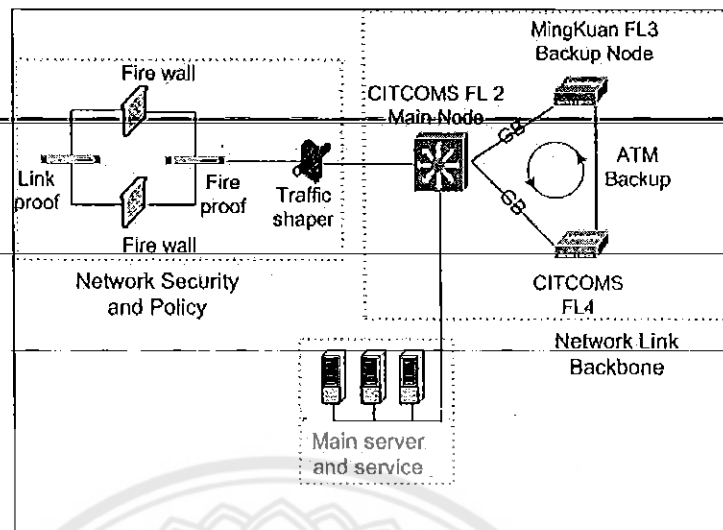 MingKuan FL3
Backup Node
Fire wall
CITCOMS FL 2
Main Node
GB
ATM
Backup
Link
proof
Fire
proof
Traffic
shaper
GB
Fire wall
Network Security
and Policy
CITCOMS
FL4
Network Link
Backbone
Main server
and service